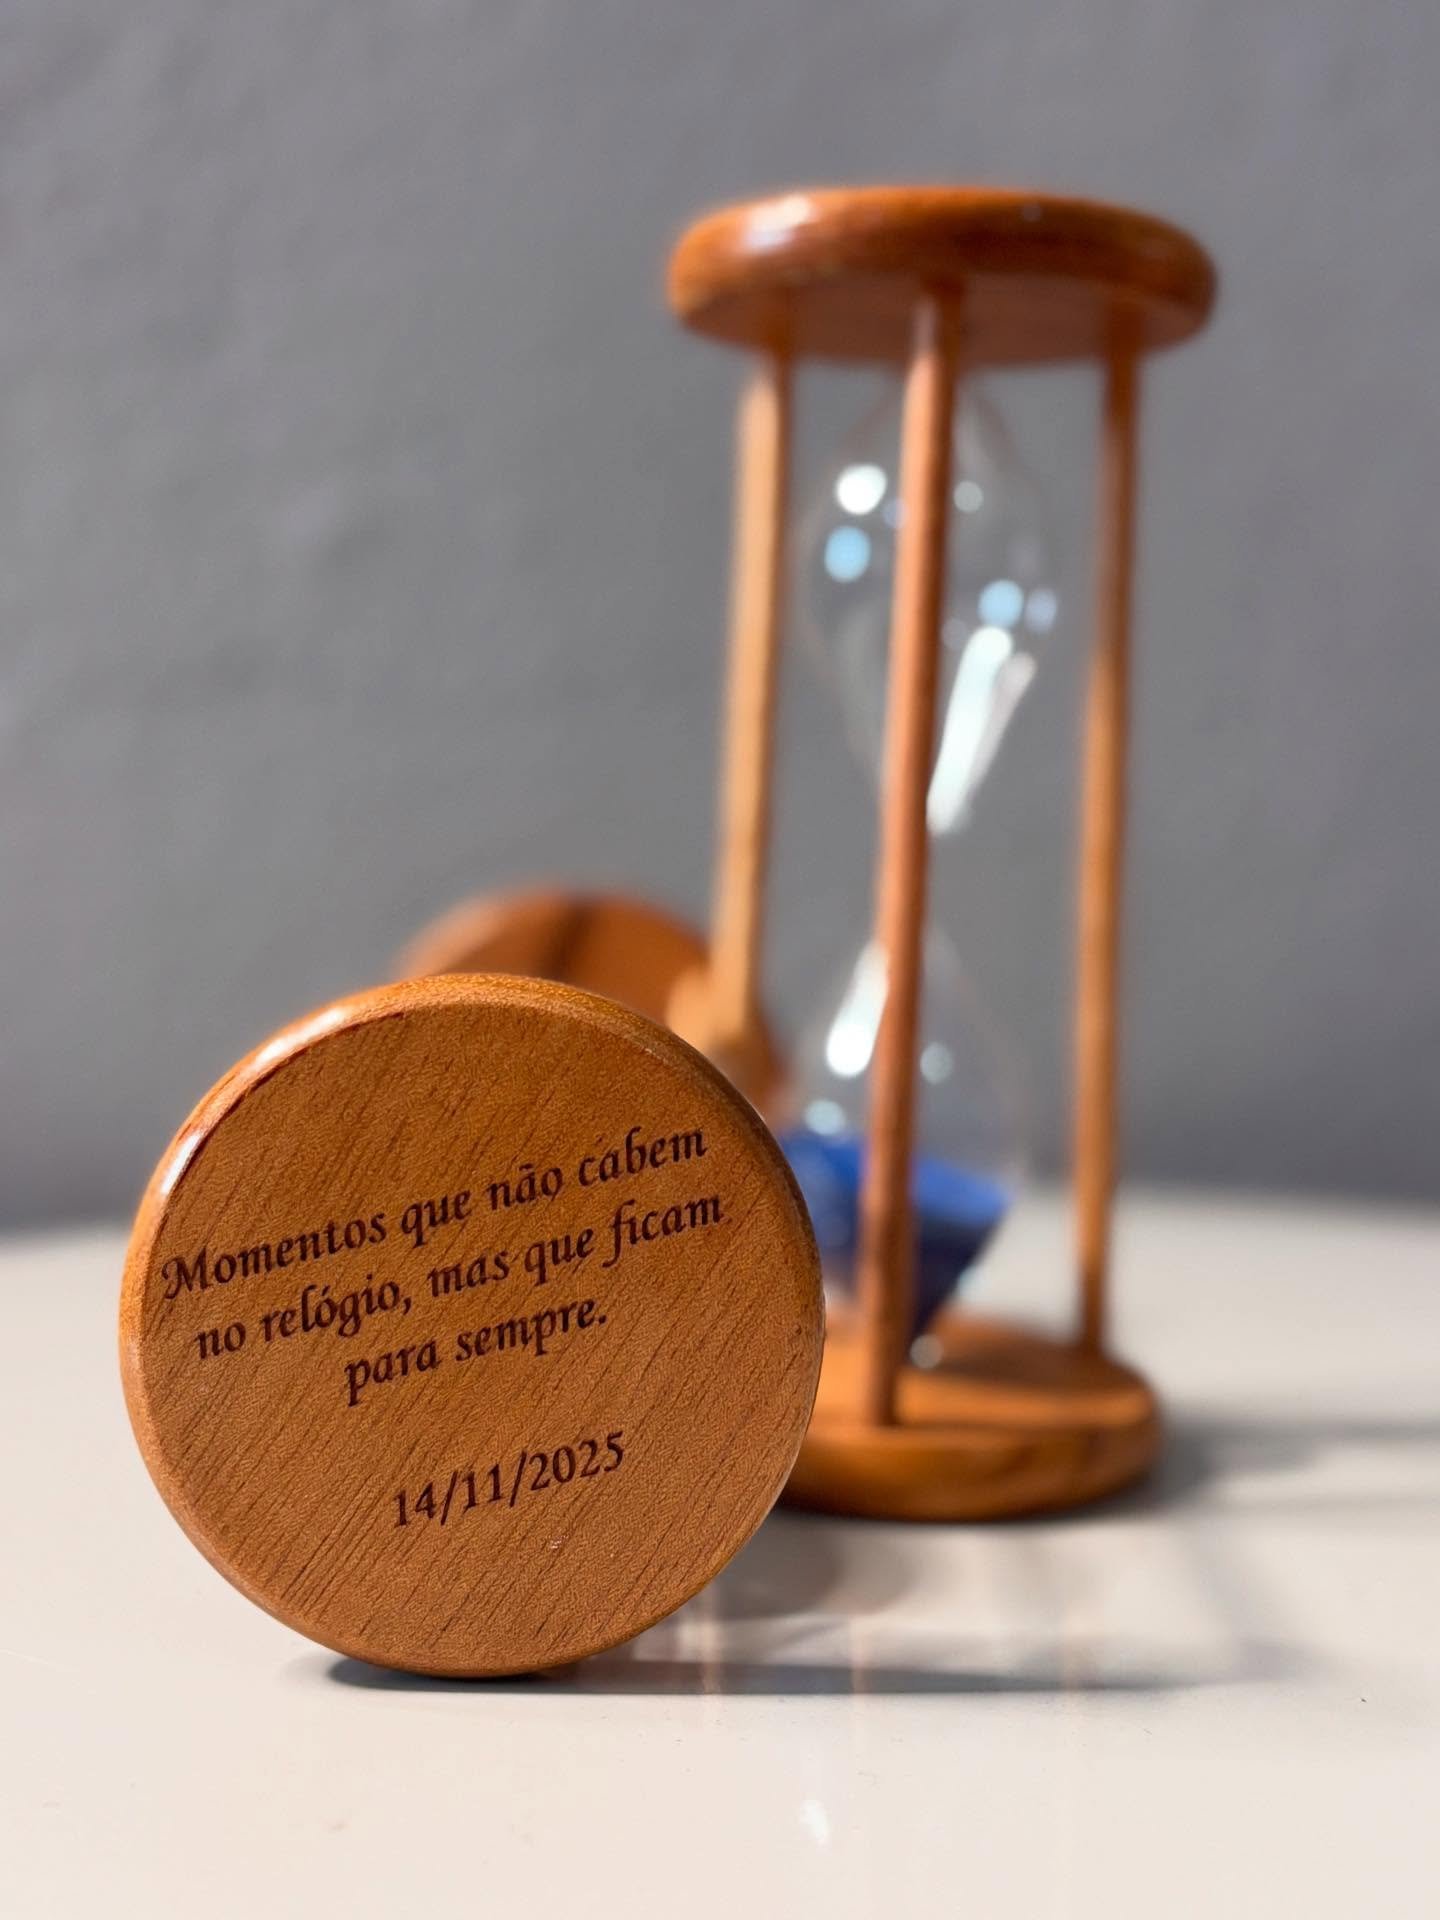 Momentos que não cabem
no relógio, mas que ficam
para sempre.
14/11/2025